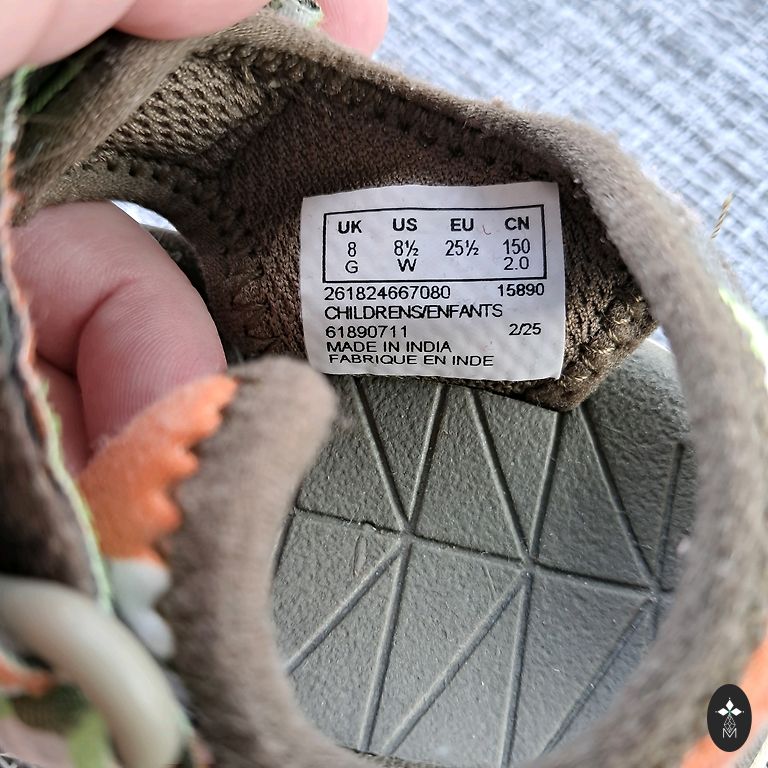 UK US EU CN
8 8½ 25½ 150
G W 2.0
261824667080 15890
CHILDRENS/ENFANTS
61890711 2/25
MADE IN INDIA
FABRIQUE EN INDE
M